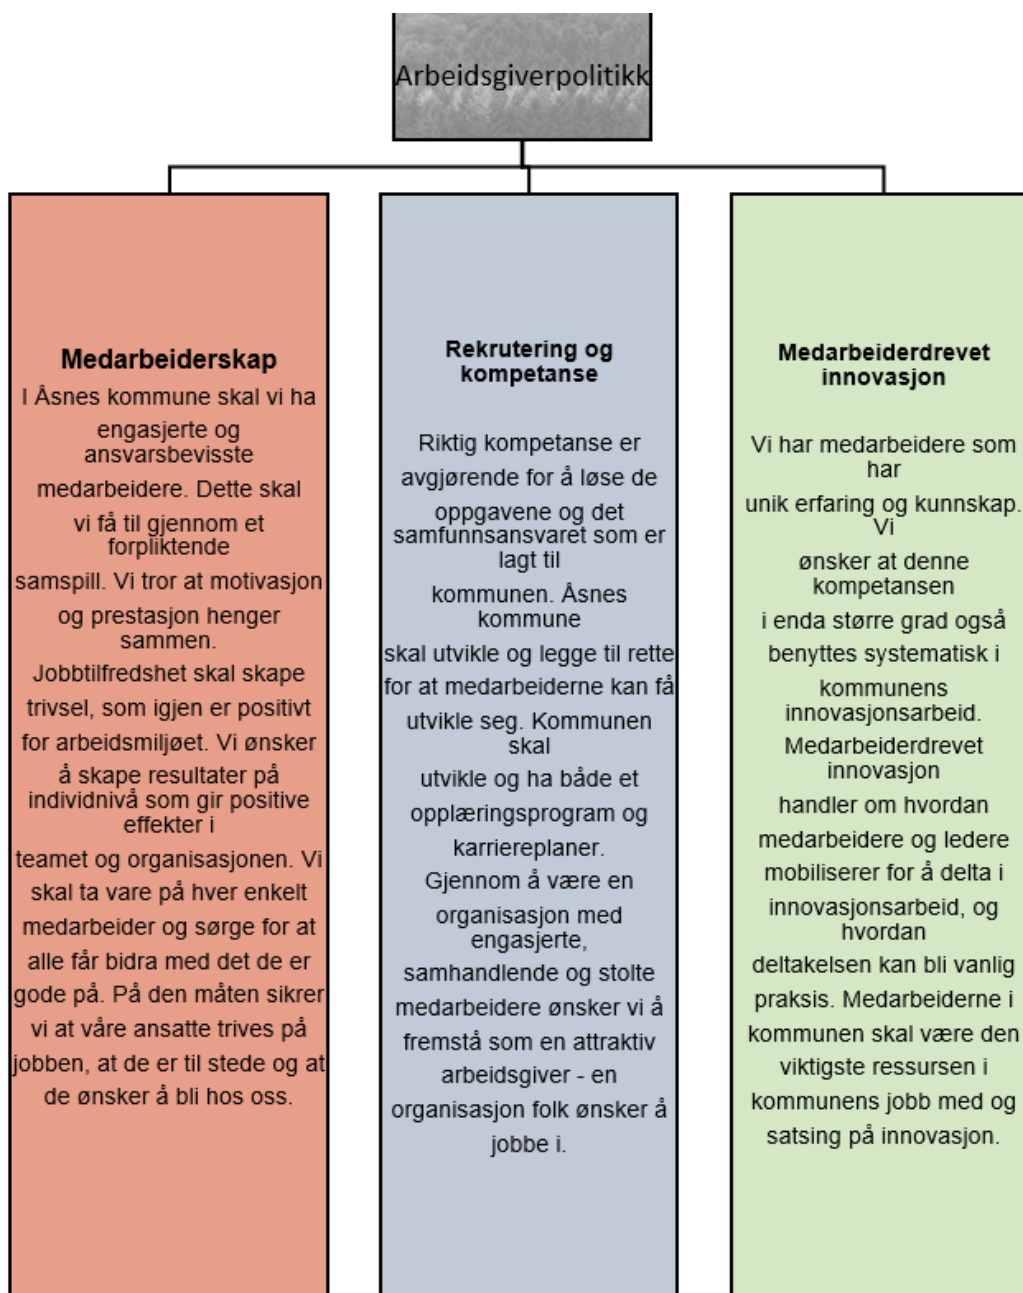 Arbeidsgiverpolitikk
Medarbeiderskap
I Åsnes kommune skal vi ha
engasjerte og
ansvarsbevisste
medarbeidere. Dette skal
vi få til gjennom et
forpliktende
samspill. Vi tror at motivasjon
og prestasjon henger
sammen.
Jobbtilfredshet skal skape
trivsel, som igjen er positivt
for arbeidsmiljøet. Vi ønsker
å skape resultater på
individnivå som gir positive
effekter i
teamet og organisasjonen. Vi
skal ta vare på hver enkelt
medarbeider og sørge for at
alle får bidra med det de er
gode på. På den måten sikrer
vi at våre ansatte trives på
jobben, at de er til stede og at
de ønsker å bli hos oss.
Rekrutering og
kompetanse
Riktig kompetanse er
avgjørende for å løse de
oppgavene og det
samfunnsansvaret som er
lagt til
kommunen. Åsnes
kommune
skal utvikle og legge til rette
for at medarbeiderne kan få
utvikle seg. Kommunen
skal
utvikle og ha både et
opplæringsprogram og
karriereplaner.
Gjennom å være en
organisasjon med
engasjerte,
samhandlende og stolte
medarbeidere ønsker vi å
fremstå som en attraktiv
arbeidsgiver - en
organisasjon folk ønsker å
jobbe i.
Medarbeiderdrevet
innovasjon
Vi har medarbeidere som
har
unik erfaring og kunnskap.
Vi
ønsker at denne
kompetansen
i enda større grad også
benyttes systematisk i
kommunens
innovasjonsarbeid.
Medarbeiderdrevet
innovasjon
handler om hvordan
medarbeidere og ledere
mobiliserer for å delta i
innovasjonsarbeid, og
hvordan
deltakelsen kan bli vanlig
praksis. Medarbeiderne i
kommunen skal være den
viktigste ressursen i
kommunens jobb med og
satsing på innovasjon.